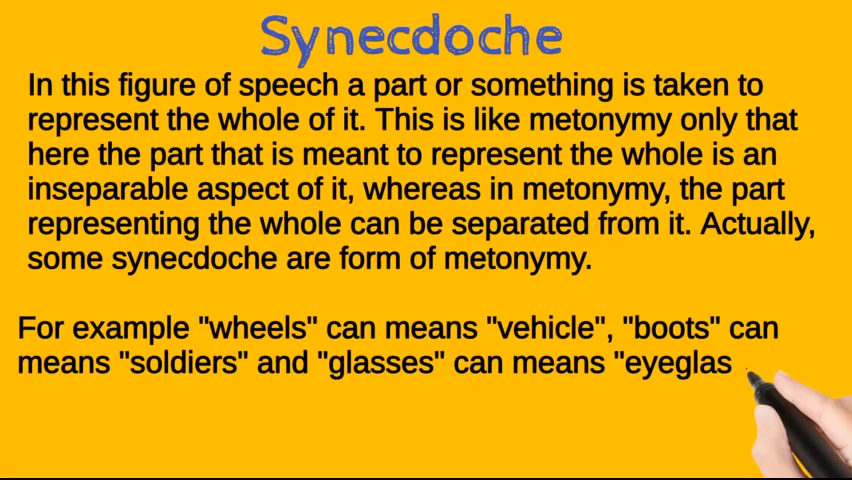 Synecdoche
In this figure of speech a part or something is taken to
represent the whole of it. This is like metonymy only that
here the part that is meant to represent the whole is an
inseparable aspect of it, whereas in metonymy, the part
representing the whole can be separated from it. Actually,
some synecdoche are form of metonymy.
For example "wheels" can means "vehicle", "boots" can
means "soldiers" and "glasses" can means "eyeglas